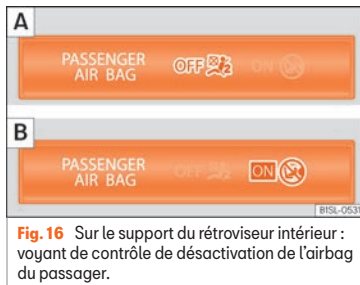 A
PASSENGER
AIR BAG
OFF
ON
B
PASSENGER
AIR BAG
OFF
ON
B1SL-0531
Fig. 16 Sur le support du rétroviseur intérieur :
voyant de contrôle de désactivation de l’airbag
du passager.